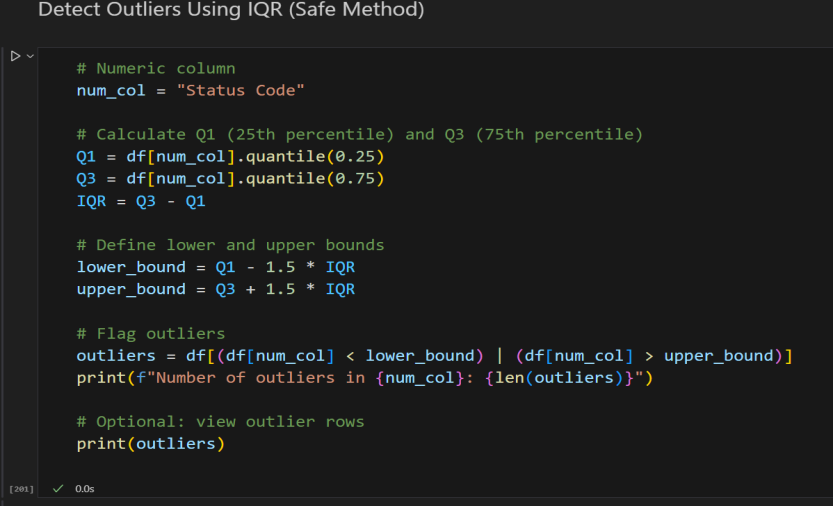 Detect Outliers Using IQR (Safe Method)
# Numeric column
num_col = "Status Code"
# Calculate Q1 (25th percentile) and Q3 (75th percentile)
Q1 = df[num_col].quantile(0.25)
Q3 = df[num_col].quantile(0.75)
IQR = Q3 - Q1
# Define lower and upper bounds
lower_bound = Q1 - 1.5 * IQR
upper_bound = Q3 + 1.5 * IQR
# Flag outliers
outliers = df[(df[num_col] < lower_bound) | (df[num_col] > upper_bound)]
print(f"Number of outliers in {num_col}: {len(outliers)}")
# Optional: view outlier rows
print(outliers)
[201] ✓ 0.0s